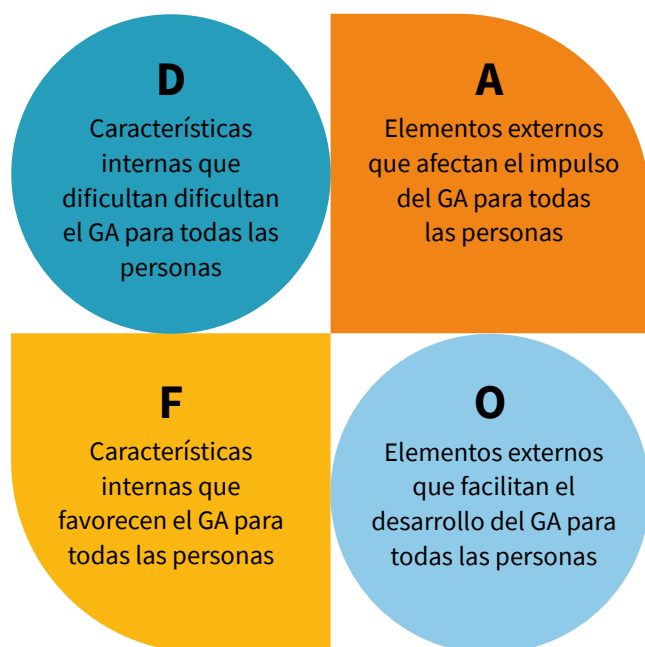 D
Características
internas que
dificultan dificultan
el GA para todas las
personas
A
Elementos externos
que afectan el impulso
del GA para todas
las personas
F
Características
internas que
favorecen el GA para
todas las personas
O
Elementos externos
que facilitan el
desarrollo del GA para
todas las personas